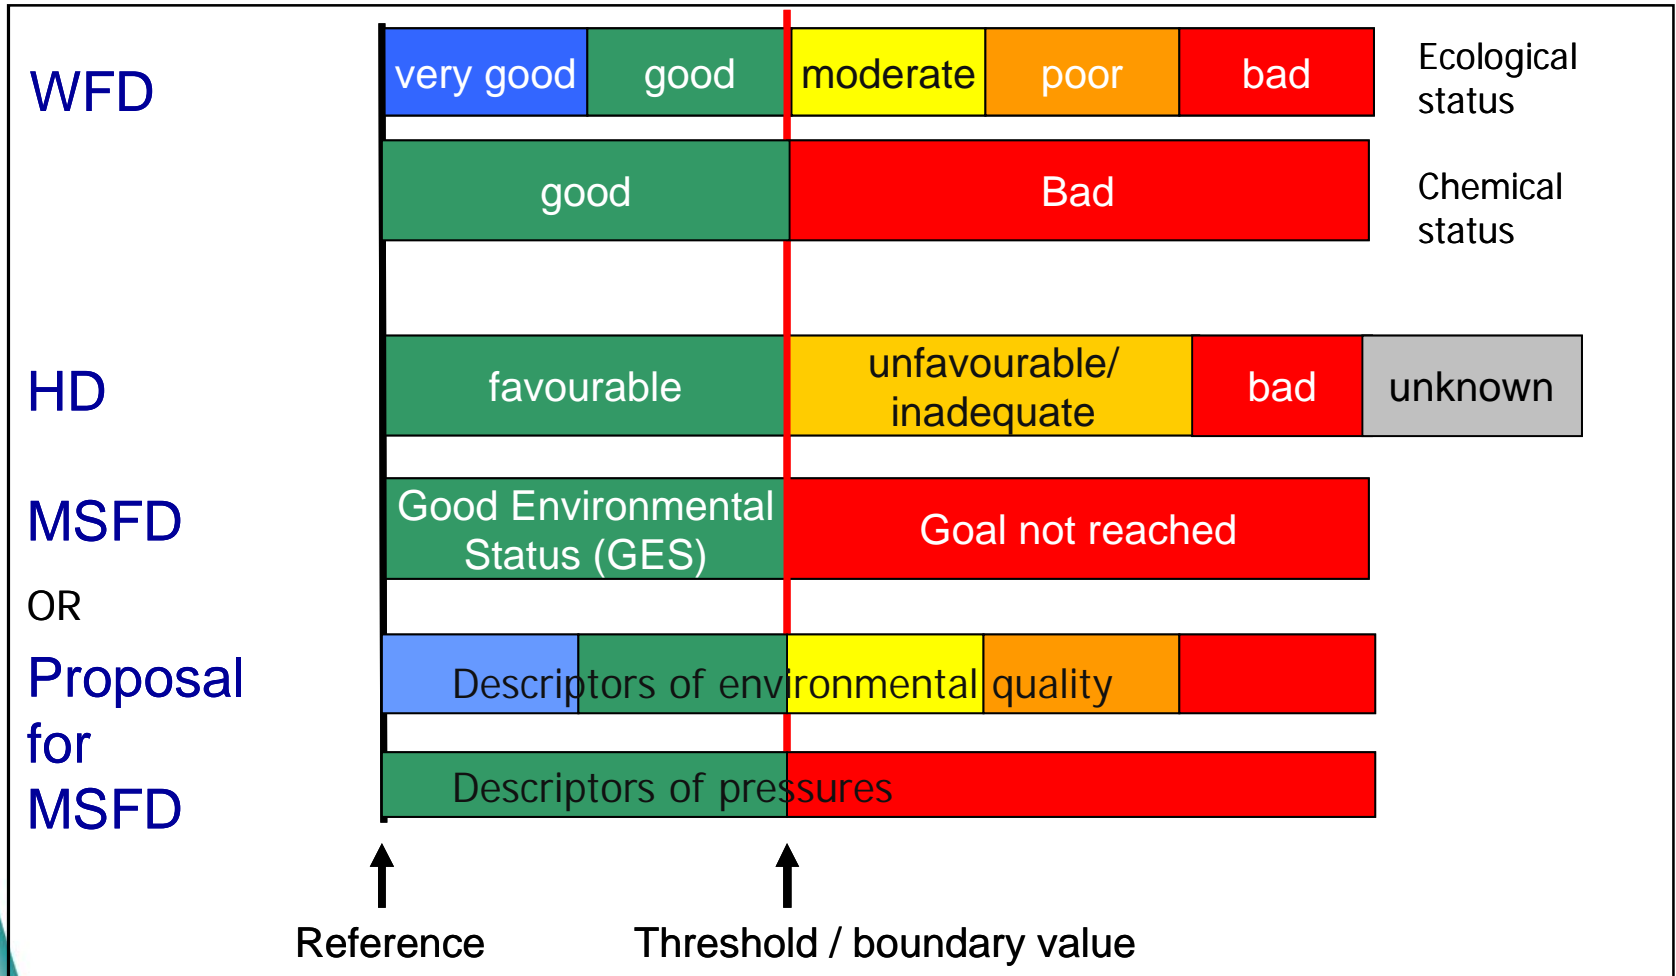 WFD
very good
good
moderate
poor
bad
Ecological
status
good
Bad
Chemical
status
HD
favourable
unfavourable/
inadequate
bad
unknown
MSFD
Good Environmental
Status (GES)
Goal not reached
OR
Proposal
for
MSFD
Descriptors of environmental quality
Descriptors of pressures
Reference
Threshold / boundary value